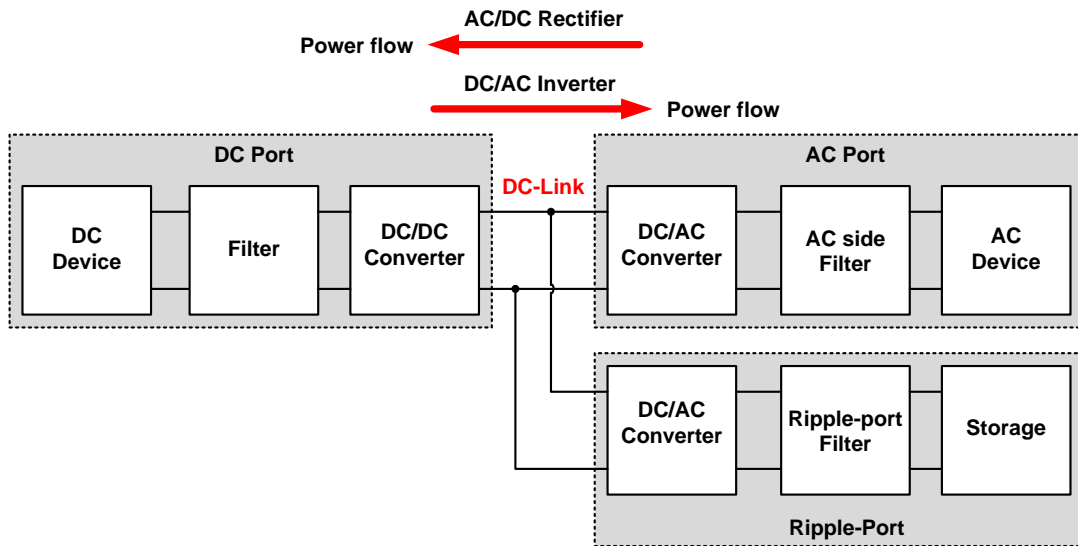 AC/DC Rectifier
Power flow
DC/AC Inverter
Power flow
DC Port
AC Port
DC-Link
DC
Device
Filter
DC/DC
Converter
DC/AC
Converter
AC side
Filter
AC
Device
DC/AC
Converter
Ripple-port
Filter
Storage
Ripple-Port